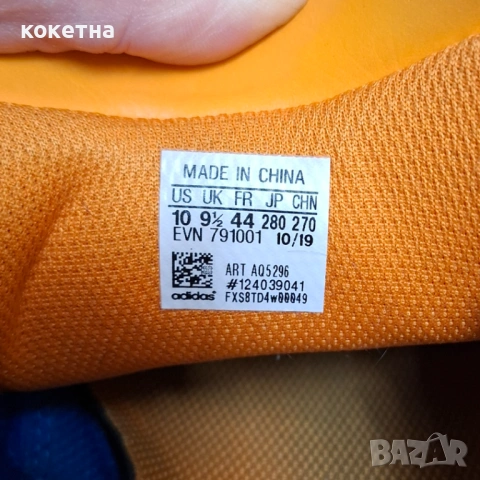 кокетна
MADE IN CHINA
US UK FR JP CHN
10 9½ 44 280 270
EVN 791001 10/19
ART AQ5296
#124039041
adidas FXS8TD4w00049
BAZAR